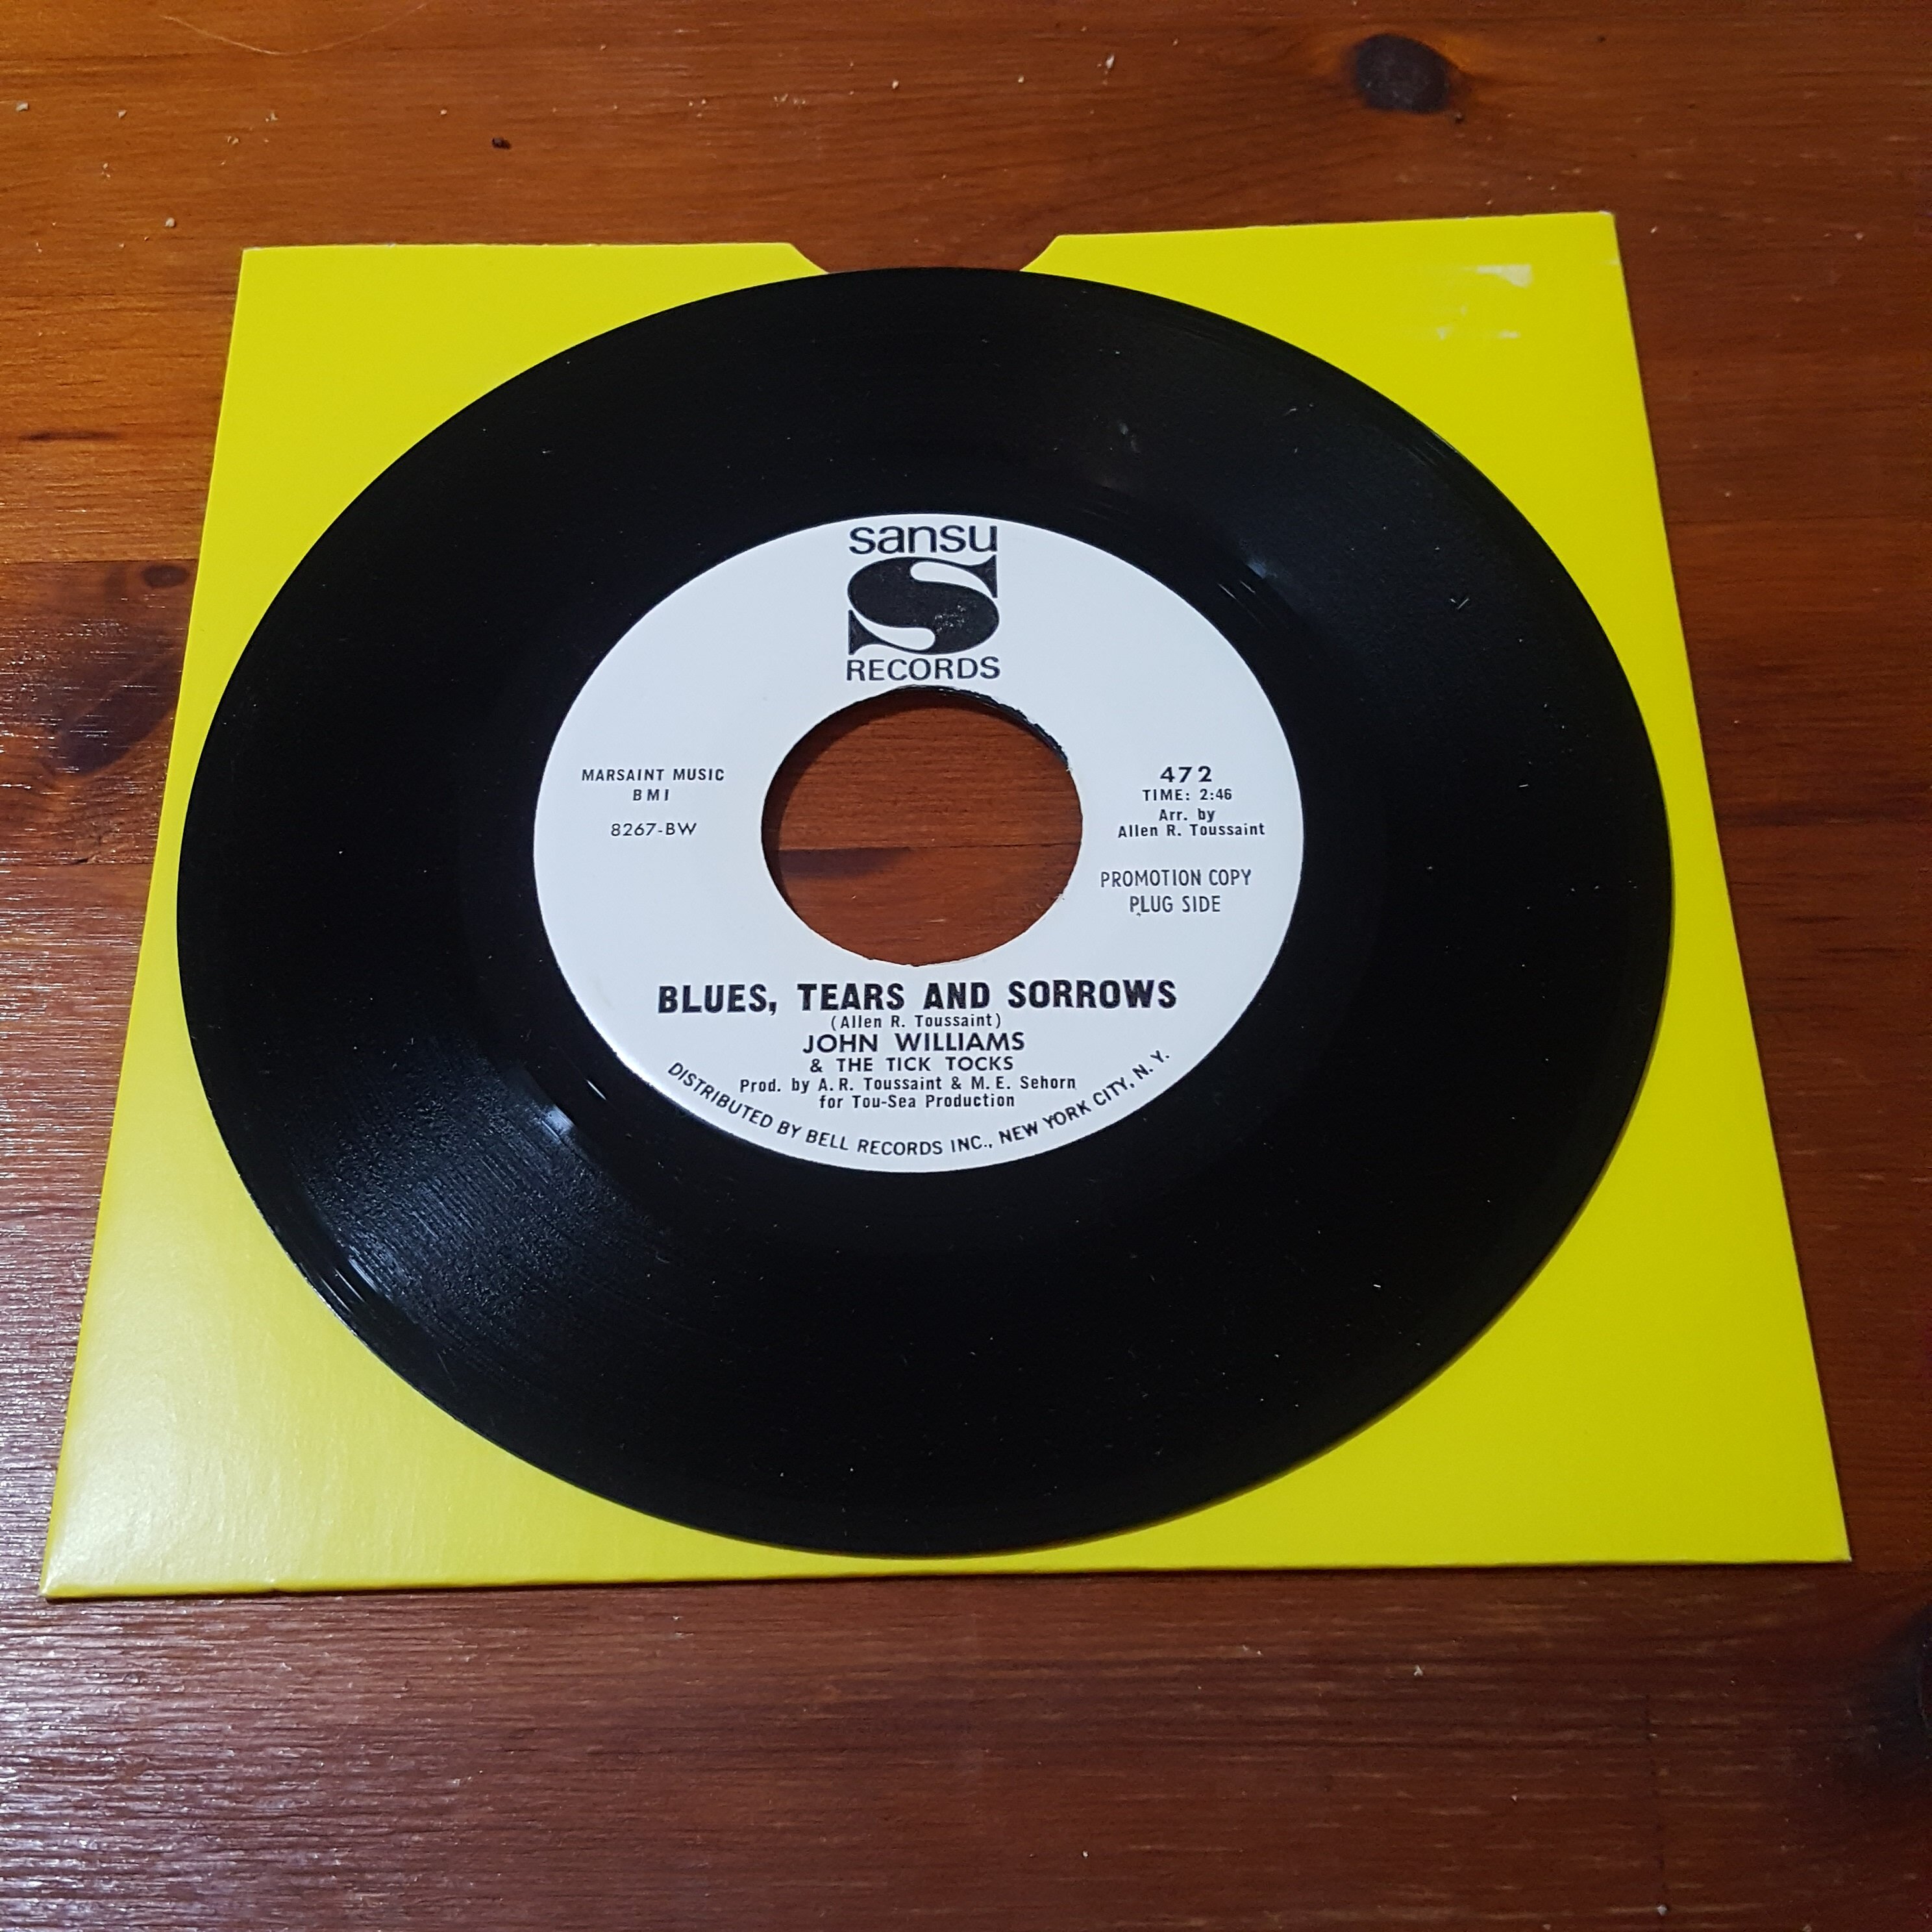 sansu
S
RECORDS
MARSAINT MUSIC
BMI
8267-BW
472
TIME: 2:46
Arr. by
Allen R. Toussaint
PROMOTION COPY
PLUG SIDE
BLUES, TEARS AND SORROWS
(Allen R. Toussaint)
JOHN WILLIAMS
& THE TICK TOCKS
Prod. by A.R. Toussaint & M.E. Sehorn
for Tou-Sea Production
DISTRIBUTED BY BELL RECORDS INC., NEW YORK CITY, N. Y.